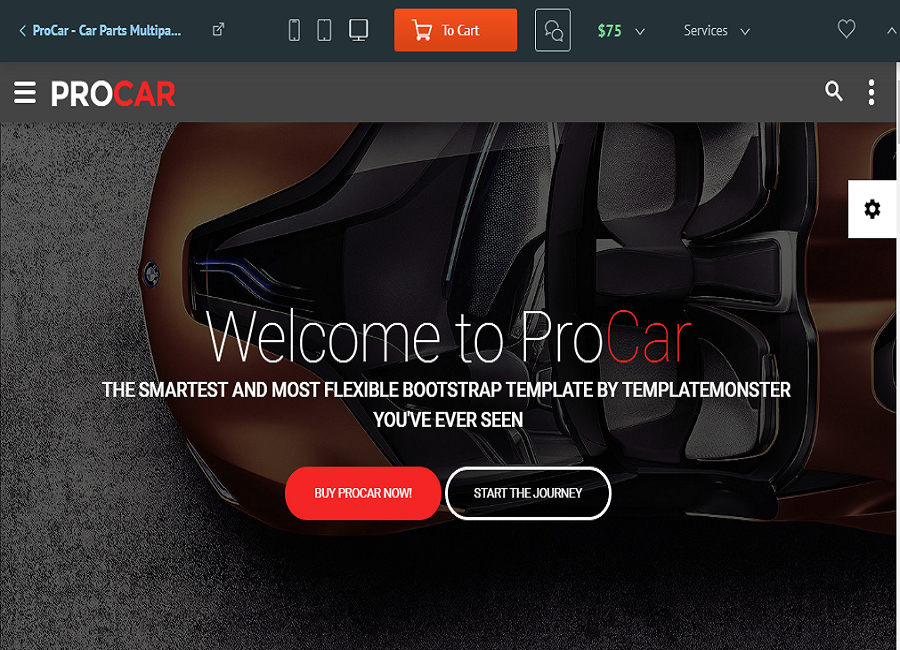 ProCar - Car Parts Multipa...
To Cart
$75
Services
PROCAR
Welcome to ProCar
THE SMARTEST AND MOST FLEXIBLE BOOTSTRAP TEMPLATE BY TEMPLATEMONSTER
YOU'VE EVER SEEN
BUY PROCAR NOW!
START THE JOURNEY